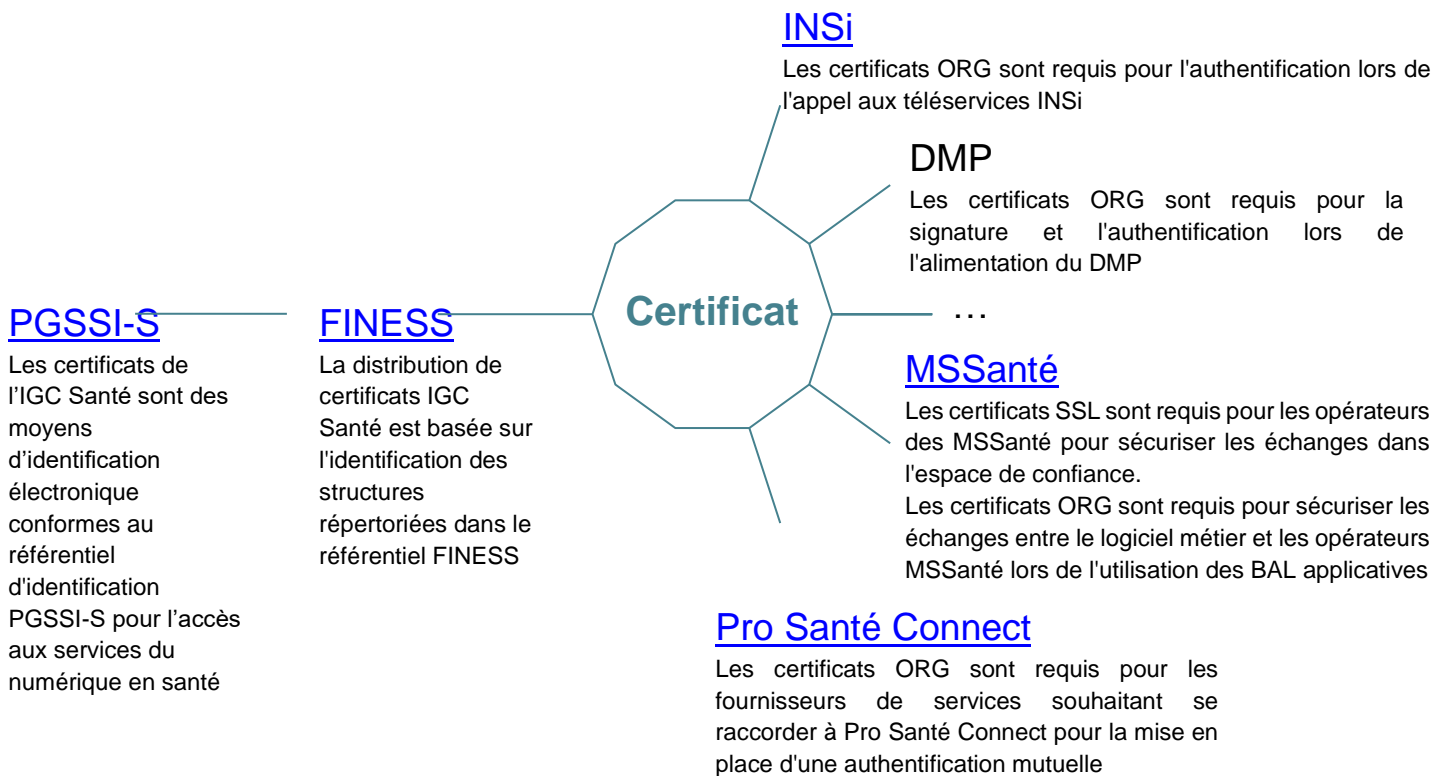 INSi
Les certificats ORG sont requis pour l'authentification lors de
l'appel aux téléservices INSi
DMP
Les certificats ORG sont requis pour la
signature et l'authentification lors de
l'alimentation du DMP
Certificat
…
PGSSI-S
Les certificats de
l’IGC Santé sont des
moyens
d’identification
électronique
conformes au
référentiel
d'identification
PGSSI-S pour l’accès
aux services du
numérique en santé
FINESS
La distribution de
certificats IGC
Santé est basée sur
l'identification des
structures
répertoriées dans le
référentiel FINESS
MSSanté
Les certificats SSL sont requis pour les opérateurs
des MSSanté pour sécuriser les échanges dans
l'espace de confiance.
Les certificats ORG sont requis pour sécuriser les
échanges entre le logiciel métier et les opérateurs
MSSanté lors de l'utilisation des BAL applicatives
Pro Santé Connect
Les certificats ORG sont requis pour les
fournisseurs de services souhaitant se
raccorder à Pro Santé Connect pour la mise en
place d'une authentification mutuelle